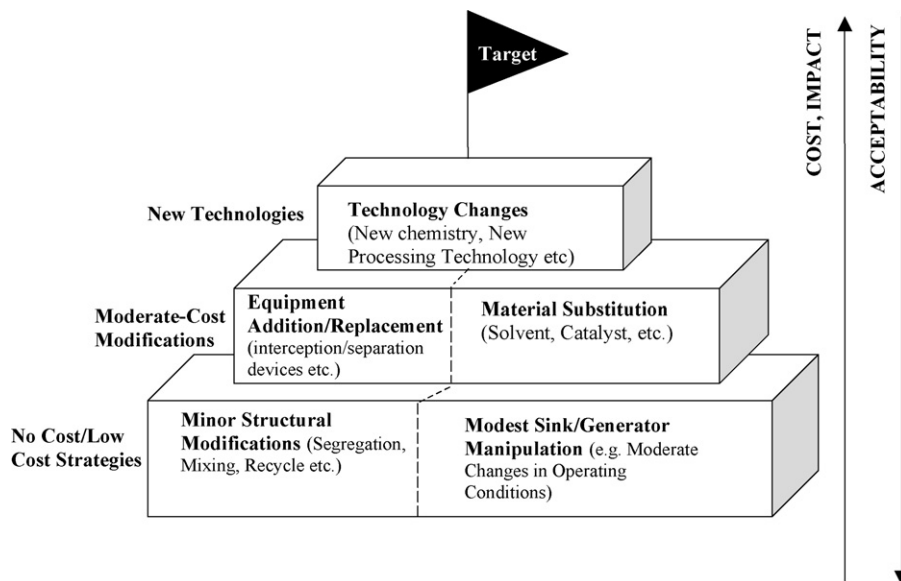 Target
COST, IMPACT
ACCEPTABILITY
New Technologies
Technology Changes
(New chemistry, New
Processing Technology etc)
Moderate-Cost
Modifications
Equipment
Addition/Replacement
(interception/separation
devices etc.)
Material Substitution
(Solvent, Catalyst, etc.)
No Cost/Low
Cost Strategies
Minor Structural
Modifications (Segregation,
Mixing, Recycle etc.)
Modest Sink/Generator
Manipulation (e.g. Moderate
Changes in Operating
Conditions)